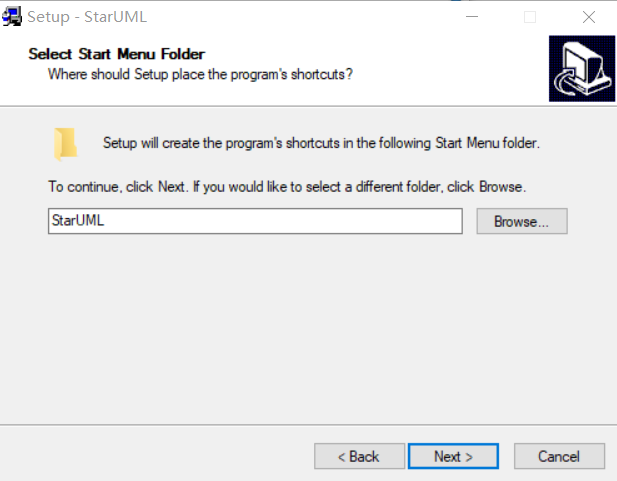 Setup - StarUML
Select Start Menu Folder
Where should Setup place the program's shortcuts?
Setup will create the program's shortcuts in the following Start Menu folder.
To continue, click Next. If you would like to select a different folder, click Browse.
StarUML
Browse...
< Back
Next >
Cancel